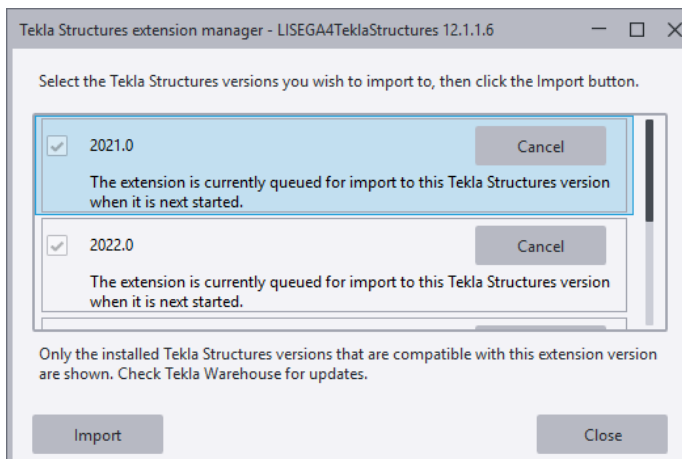 Tekla Structures extension manager - LISEGA4TeklaStructures 12.1.1.6
Select the Tekla Structures versions you wish to import to, then click the Import button.
2021.0
Cancel
The extension is currently queued for import to this Tekla Structures version
when it is next started.
2022.0
Cancel
The extension is currently queued for import to this Tekla Structures version
when it is next started.
Only the installed Tekla Structures versions that are compatible with this extension version
are shown. Check Tekla Warehouse for updates.
Import
Close